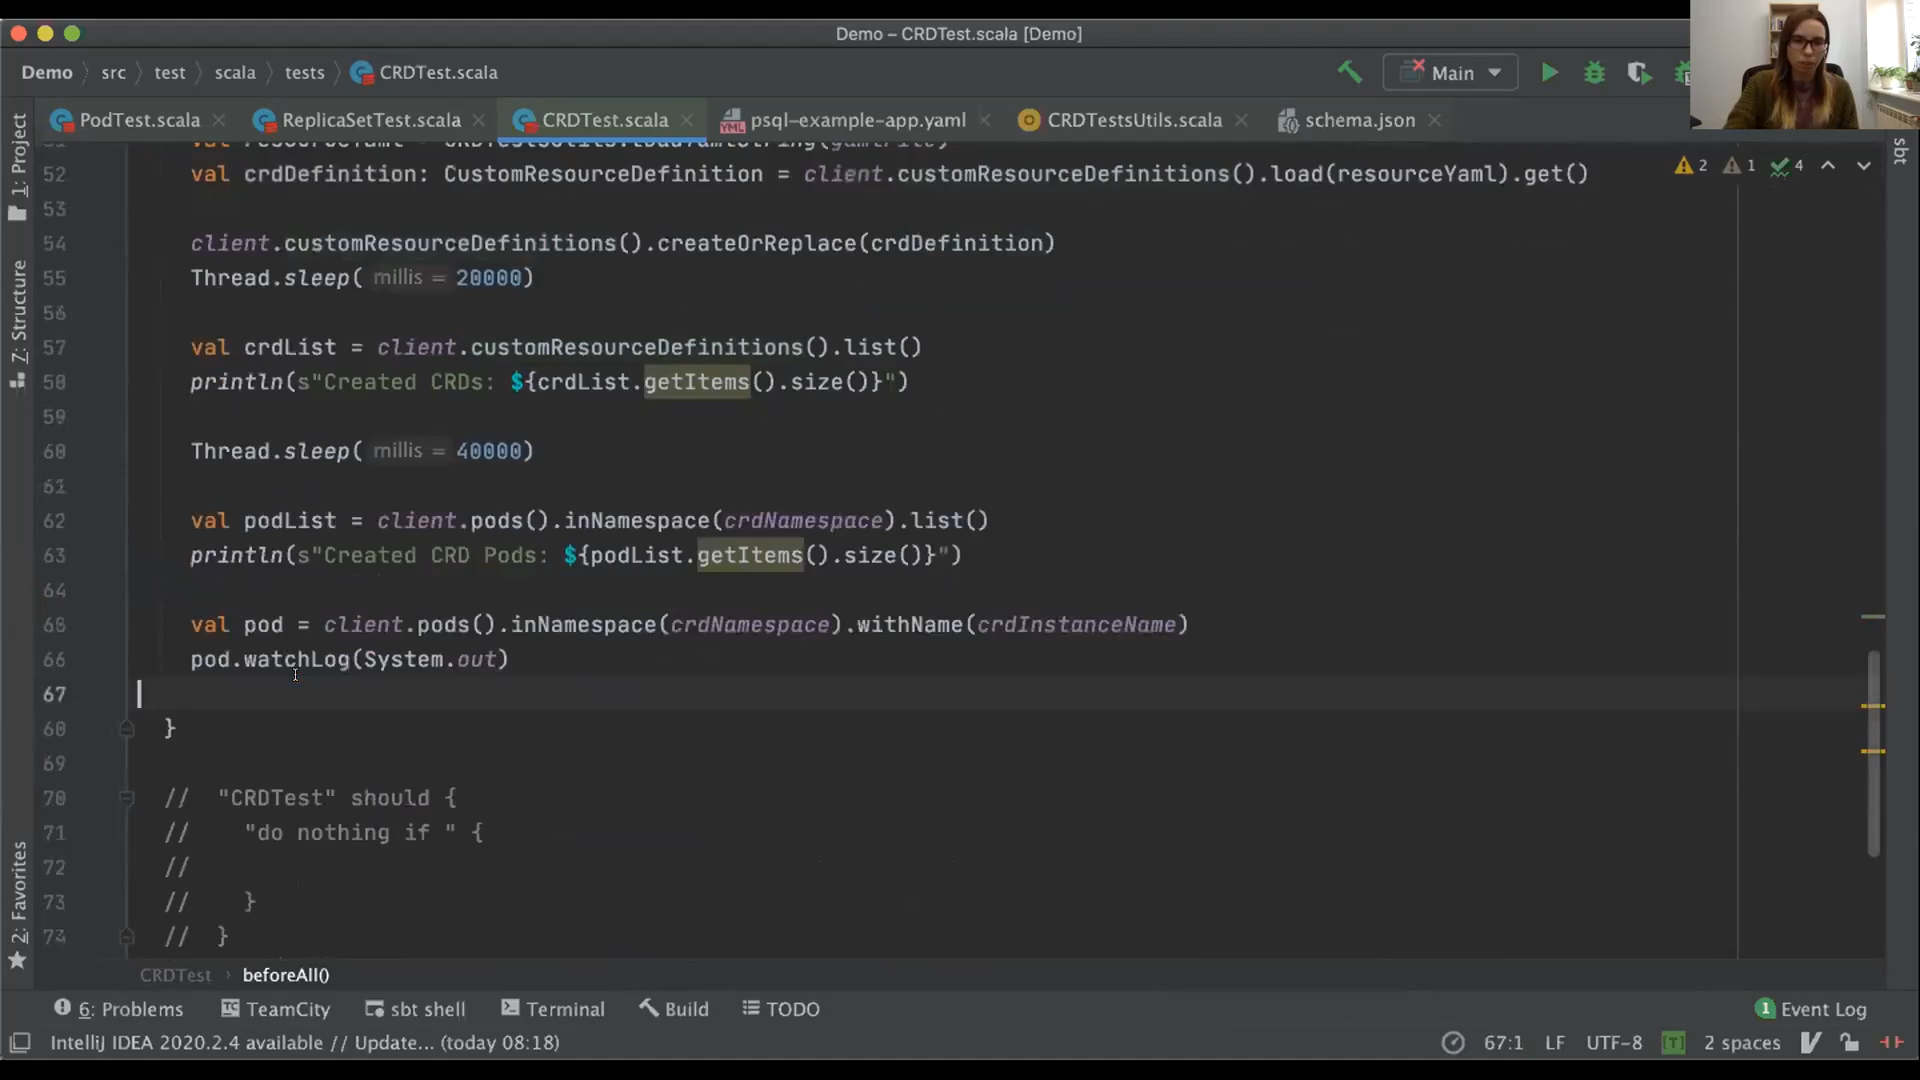 Demo – CRDTest.scala [Demo]
Demo src test scala tests CRDTest.scala
Main
PodTest.scala ReplicaSetTest.scala CRDTest.scala psql-example-app.yaml CRDTestsUtils.scala schema.json
1: Project
7: Structure
2: Favorites
sbt
2 1 4
52 val crdDefinition: CustomResourceDefinition = client.customResourceDefinitions().load(resourceYaml).get()
53
54 client.customResourceDefinitions().createOrReplace(crdDefinition)
55 Thread.sleep( millis = 20000)
56
57 val crdList = client.customResourceDefinitions().list()
58 println(s"Created CRDs: ${crdList.getItems().size()}")
59
60 Thread.sleep( millis = 40000)
61
62 val podList = client.pods().inNamespace(crdNamespace).list()
63 println(s"Created CRD Pods: ${podList.getItems().size()}")
64
65 val pod = client.pods().inNamespace(crdNamespace).withName(crdInstanceName)
66 pod.watchLog(System.out)
67
68 }
69
70 // "CRDTest" should {
71 // "do nothing if " {
72 //
73 // }
74 // }
CRDTest beforeAll()
6: Problems TeamCity sbt shell Terminal Build TODO 1 Event Log
IntelliJ IDEA 2020.2.4 available // Update... (today 08:18) 67:1 LF UTF-8 [T] 2 spaces